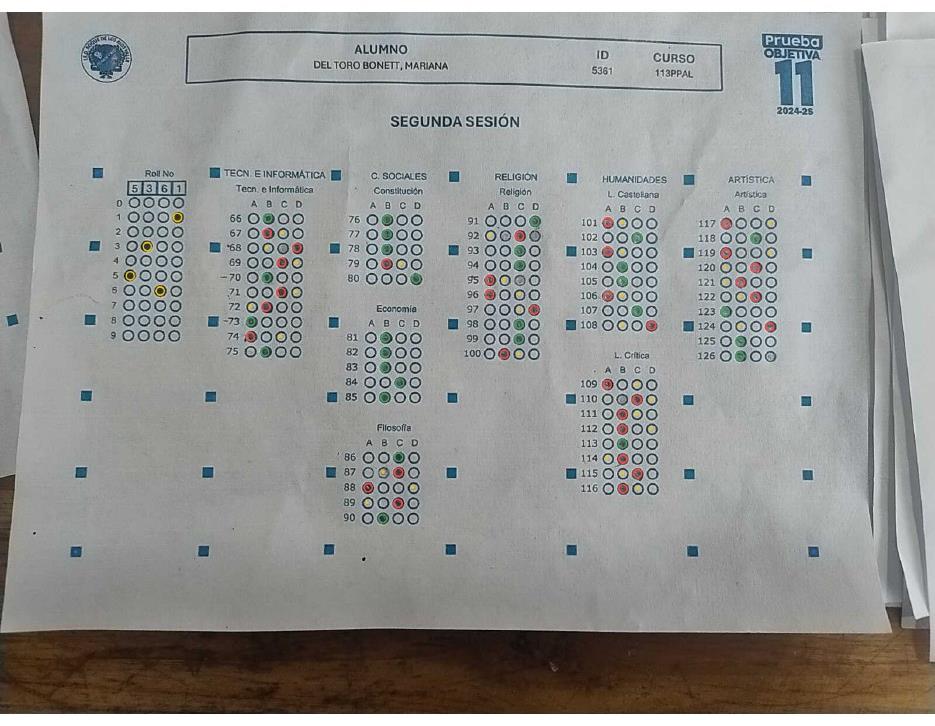 ALUMNO
DEL TORO BONETT, MARIANA
ID
5361
CURSO
113PPAL
Prueba
OBJETIVA
11
2024-25
SEGUNDA SESIÓN
Roll No
5 3 6 1
0
1
2
3
4
5
6
7
8
9
TECN. E INFORMÁTICA
Tecn. e Informática
A B C D
66
67
68
69
70
71
72
73
74
75
C. SOCIALES
Constitución
A B C D
76
77
78
79
80
Economía
A B C D
81
82
83
84
85
Filosofía
A B C D
86
87
88
89
90
RELIGIÓN
Religión
A B C D
91
92
93
94
95
96
97
98
99
100
HUMANIDADES
L. Castellana
A B C D
101
102
103
104
105
106
107
108
L. Crítica
A B C D
109
110
111
112
113
114
115
116
ARTÍSTICA
Artística
A B C D
117
118
119
120
121
122
123
124
125
126